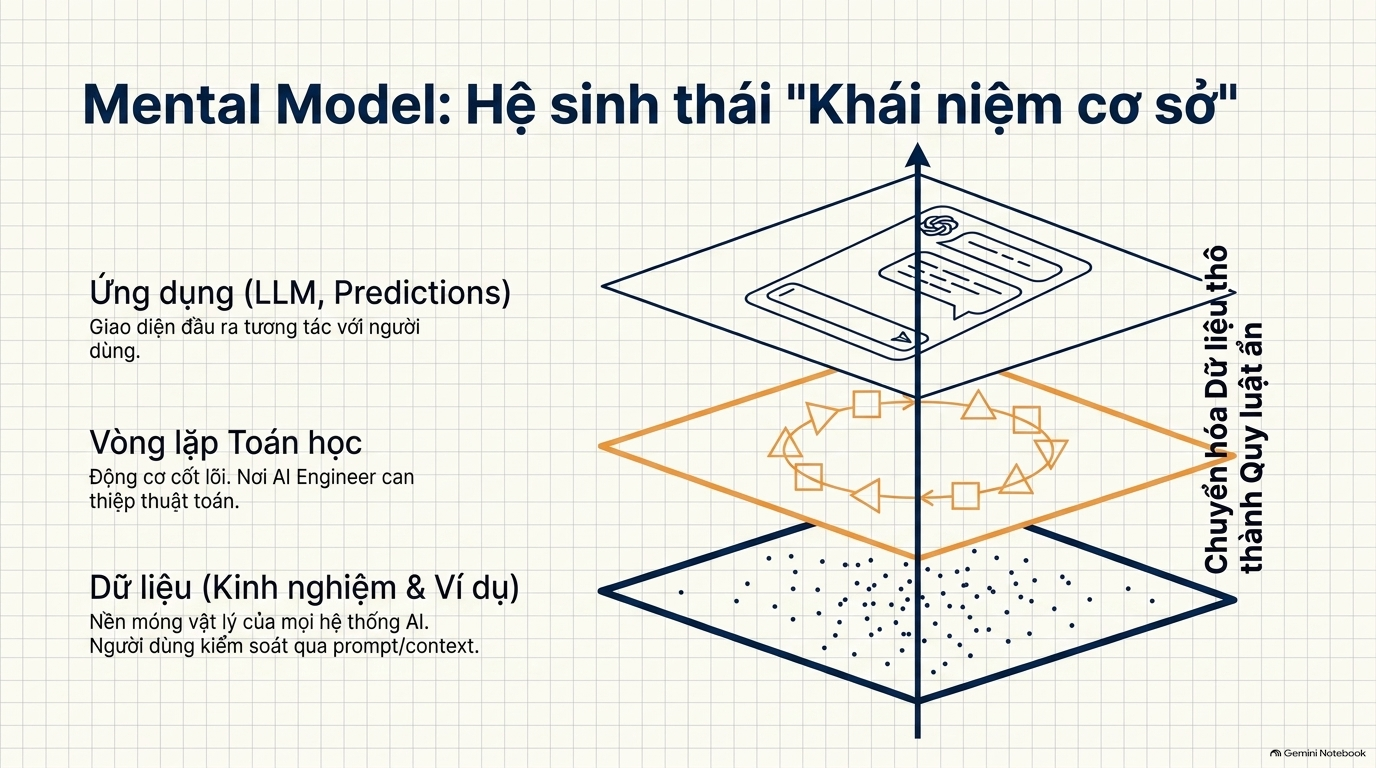 Mental Model: Hệ sinh thái "Khái niệm cơ sở"
Ứng dụng (LLM, Predictions)
Giao diện đầu ra tương tác với người
dùng.
Vòng lặp Toán học
Động cơ cốt lõi. Nơi AI Engineer can
thiệp thuật toán.
Dữ liệu (Kinh nghiệm & Ví dụ)
Nền móng vật lý của mọi hệ thống AI.
Người dùng kiểm soát qua prompt/context.
Chuyển hóa Dữ liệu thô
thành Quy luật ẩn
Gemini Notebook